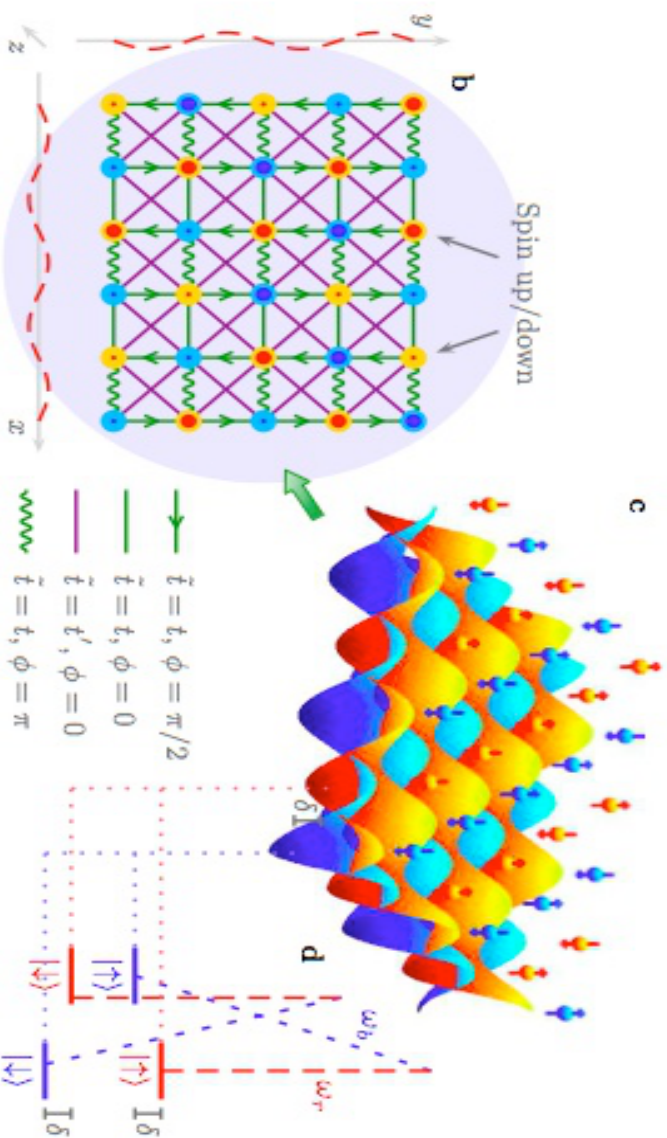 b
y
z
x
Spin up/down
t̃ = t, ϕ = π/2
t̃ = t, ϕ = 0
t̃ = t′, ϕ = 0
t̃ = t, ϕ = π
c
δ
d
ω_b
ω_r
|↑⟩
|↓⟩
|↑⟩
|↓⟩
δ
δ